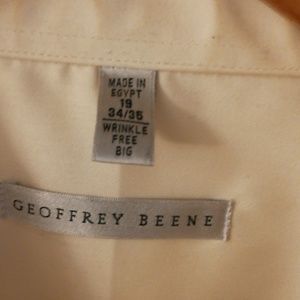 MADE IN
EGYPT
19
34/35
WRINKLE
FREE
BIG
GEOFFREY BEENE